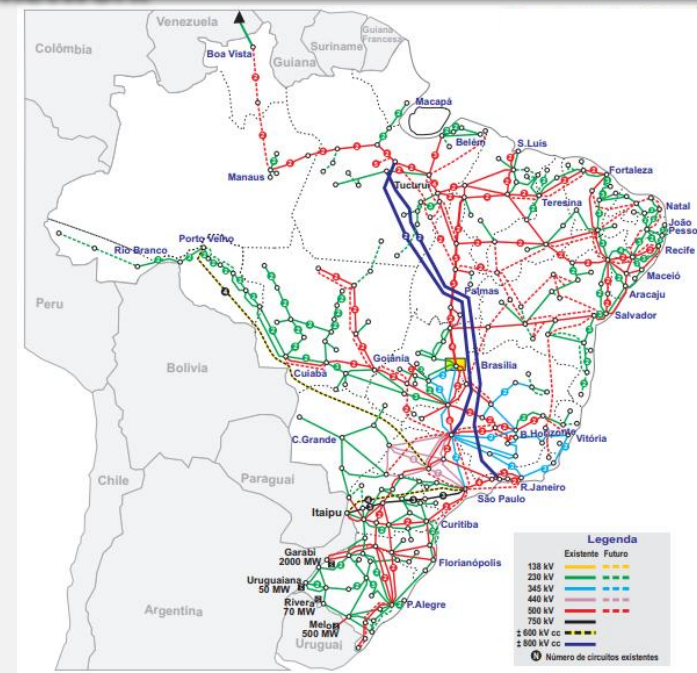 Venezuela
Colômbia
Boa Vista
Guiana
Suriname
Guiana
Francesa
Macapá
Belém
S.Luís
Manaus
Tucuruí
Fortaleza
Teresina
Natal
João
Pesso
Recife
Maceió
Aracaju
Salvador
Rio Branco
Porto Velho
Palmas
Peru
Bolívia
Cuiabá
Goiânia
Brasília
C.Grande
B.Horizonte
Vitória
Chile
Paraguai
R.Janeiro
São Paulo
Itaipu
Curitiba
Garabi
2000 MW
Florianópolis
Uruguaiana
50 MW
Rivera
70 MW
P.Alegre
Melo
500 MW
Argentina
Uruguai
Legenda
Existente Futuro
138 kV
230 kV
345 kV
440 kV
500 kV
750 kV
± 600 kV cc
± 800 kV cc
N Número de circuitos existentes